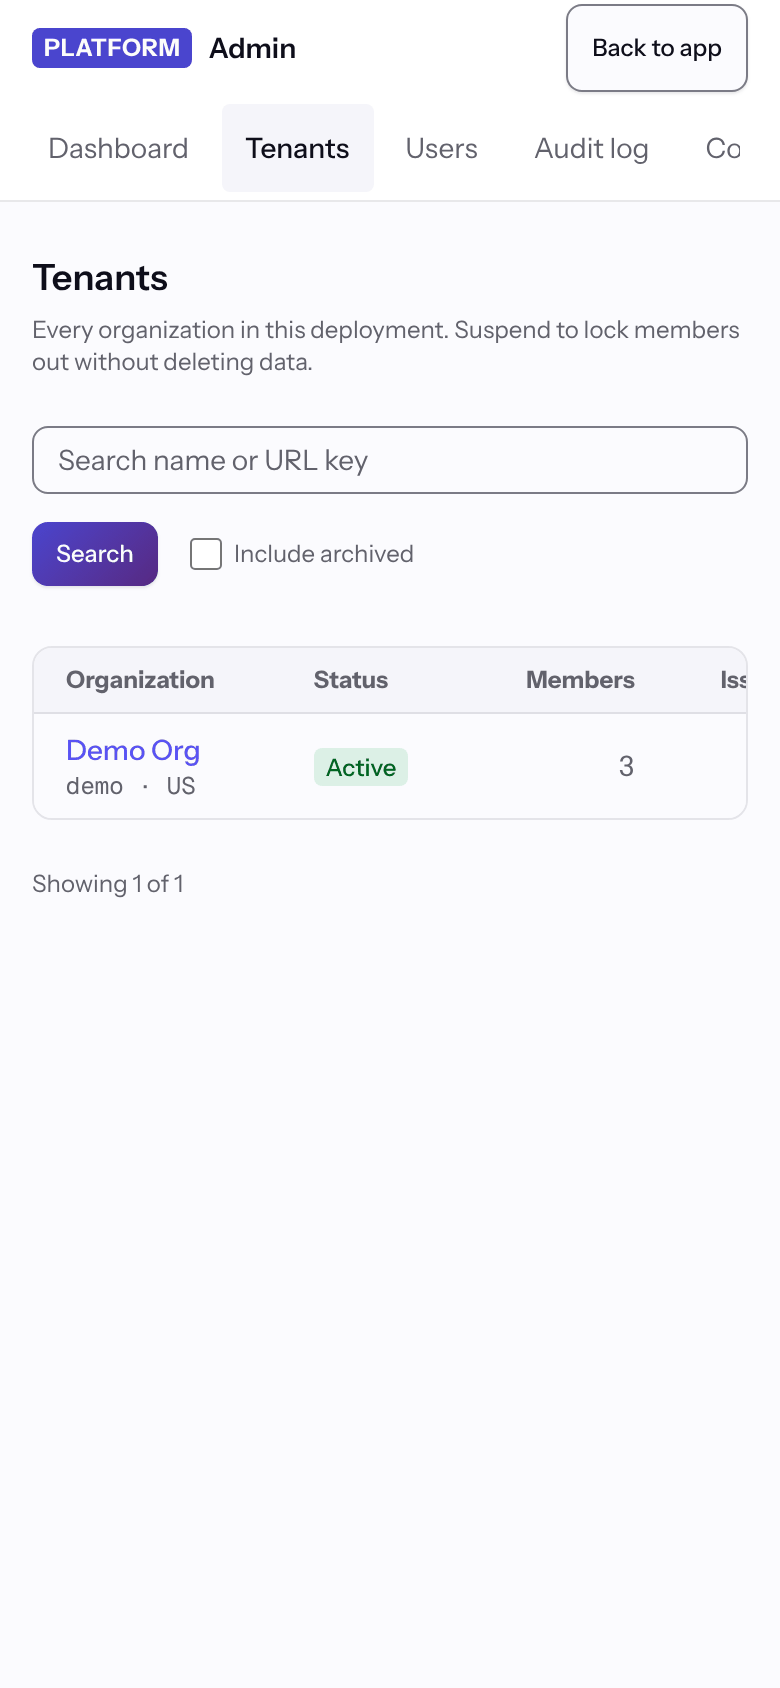 PLATFORM Admin
Back to app
Dashboard Tenants Users Audit log Co
Tenants
Every organization in this deployment. Suspend to lock members
out without deleting data.
Search name or URL key
Search
Include archived
Organization Status Members Iss
Demo Org
demo · US
Active
3
Showing 1 of 1